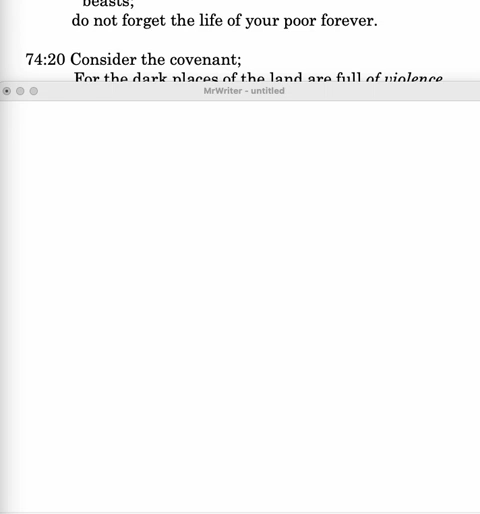 beasts;
do not forget the life of your poor forever.
74:20 Consider the covenant;
For the dark places of the land are full of violence
MrWriter - untitled